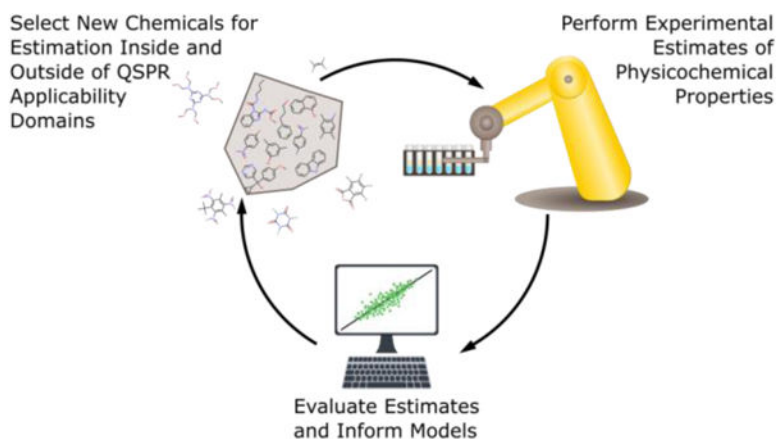 Select New Chemicals for
Estimation Inside and
Outside of QSPR
Applicability
Domains
Perform Experimental
Estimates of
Physicochemical
Properties
Evaluate Estimates
and Inform Models